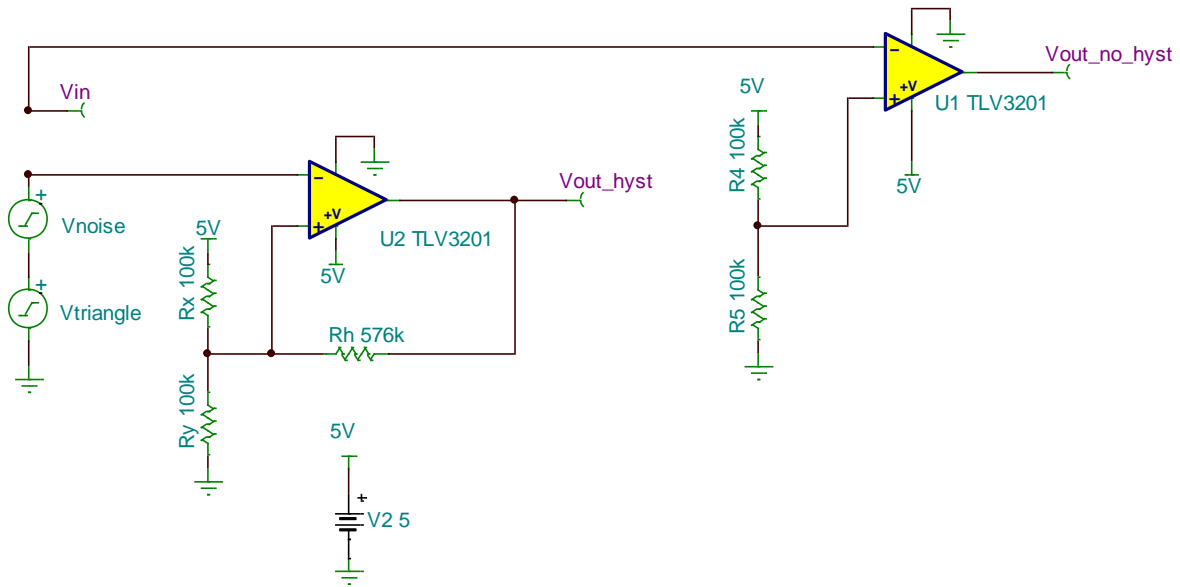 Vin
Vout_no_hyst
−
+
+V
U1 TLV3201
5V
5V
R4 100k
R5 100k
+
Vnoise
+
Vtriangle
−
+
+V
U2 TLV3201
5V
Vout_hyst
5V
Rx 100k
Rh 576k
Ry 100k
5V
+
V2 5